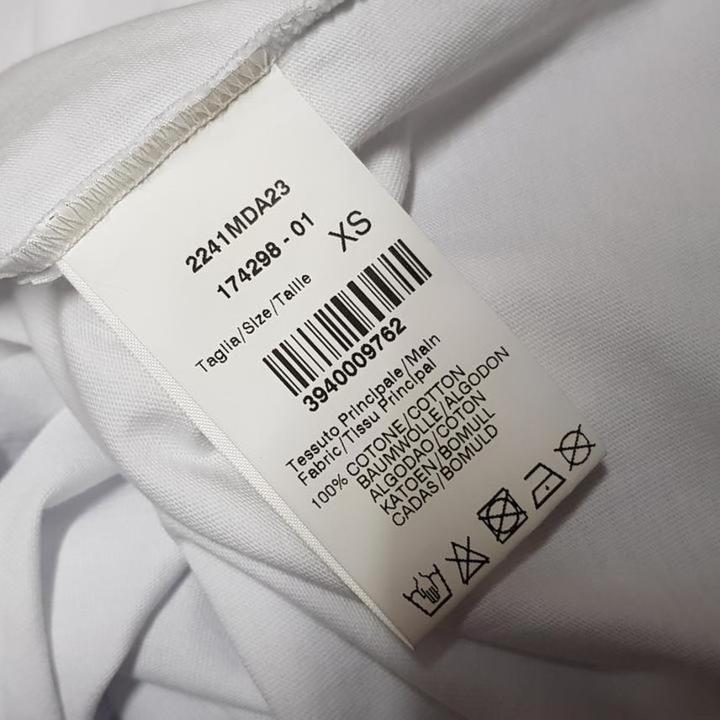 2241MDA23
174298 - 01
Taglia/Size/Taille XS
3940009762
Tessuto Principale/Main
Fabric/Tissu Principal
100% COTONE/COTTON
BAUMWOLLE/ALGODON
ALGODAO/COTON
KATOEN/BOMULL
CADAS/BOMULD